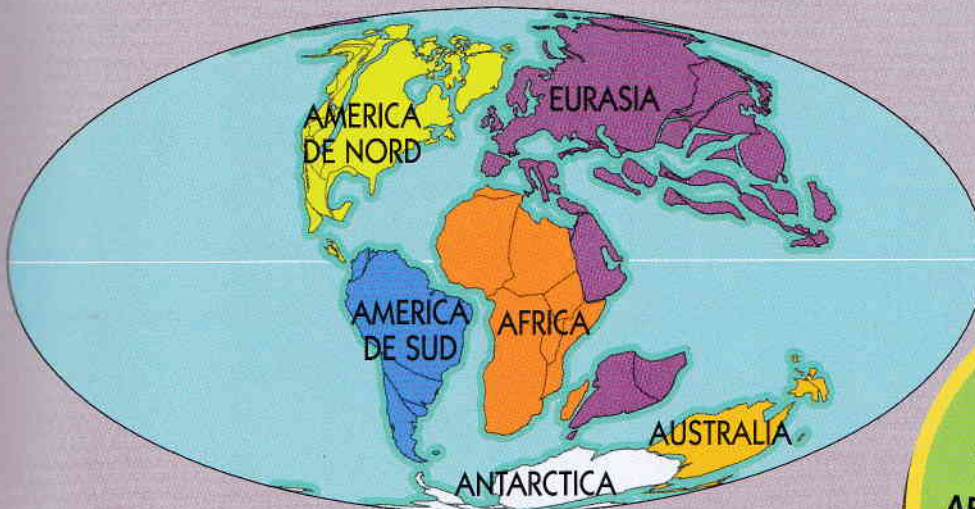 AMERICA
DE NORD
EURASIA
AMERICA
DE SUD
AFRICA
AUSTRALIA
ANTARCTICA